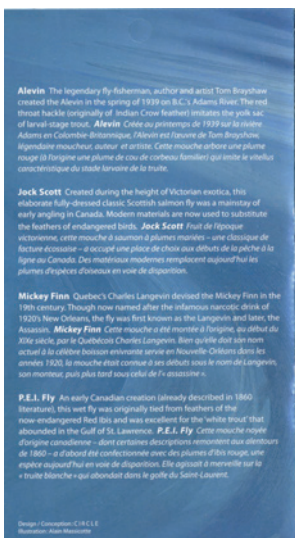 Alevin The legendary fly-fisherman, author and artist Tom Brayshaw
created the Alevin in the spring of 1939 on B.C.'s Adams River. The red
throat hackle (originally of Indian Crow feather) imitates the yolk sac
of larval-stage trout. Alevin Créée au printemps de 1939 sur la rivière
Adams en Colombie-Britannique, l'Alevin est l'œuvre de Tom Brayshaw,
légendaire moucheur, auteur et artiste. Cette mouche arbore une plume
rouge (à l'origine une plume de cou de corbeau familier) qui imite le vitellus
caractéristique du stade larvaire de la truite.
Jock Scott Created during the height of Victorian exotica, this
elaborate fully-dressed classic Scottish salmon fly was a mainstay of
early angling in Canada. Modern materials are now used to substitute
the feathers of endangered birds. Jock Scott Fruit de l'époque
victorienne, cette mouche à saumon à plumes mariées – une classique de
facture écossaise – a occupé une place de choix aux débuts de la pêche à la
ligne au Canada. Des matériaux modernes remplacent aujourd'hui les
plumes d'espèces d'oiseaux en voie de disparition.
Mickey Finn Quebec's Charles Langevin devised the Mickey Finn in the
19th century. Though now named after the infamous narcotic drink of
1920's New Orleans, the fly was first known as the Langevin and later, the
Assassin. Mickey Finn Cette mouche a été montée à l'origine, au début du
XIXe siècle, par le Québécois Charles Langevin. Bien qu'elle doit son nom
actuel à la célèbre boisson enivrante servie en Nouvelle-Orléans dans les
années 1920, la mouche était connue à ses débuts sous le nom de Langevin,
son monteur, puis plus tard sous celui de l'« assassine ».
P.E.I. Fly An early Canadian creation (already described in 1860
literature), this wet fly was originally tied from feathers of the
now-endangered Red Ibis and was excellent for the 'white trout' that
abounded in the Gulf of St. Lawrence. P.E.I. Fly Cette mouche noyée
d'origine canadienne – dont certaines descriptions remontent aux alentours
de 1860 – a d'abord été confectionnée avec des plumes d'ibis rouge, une
espèce aujourd'hui en voie de disparition. Elle agissait à merveille sur la
« truite blanche » qui abondait dans le golfe du Saint-Laurent.
Design / Conception: CIRCLE
Illustration: Alain Massicotte